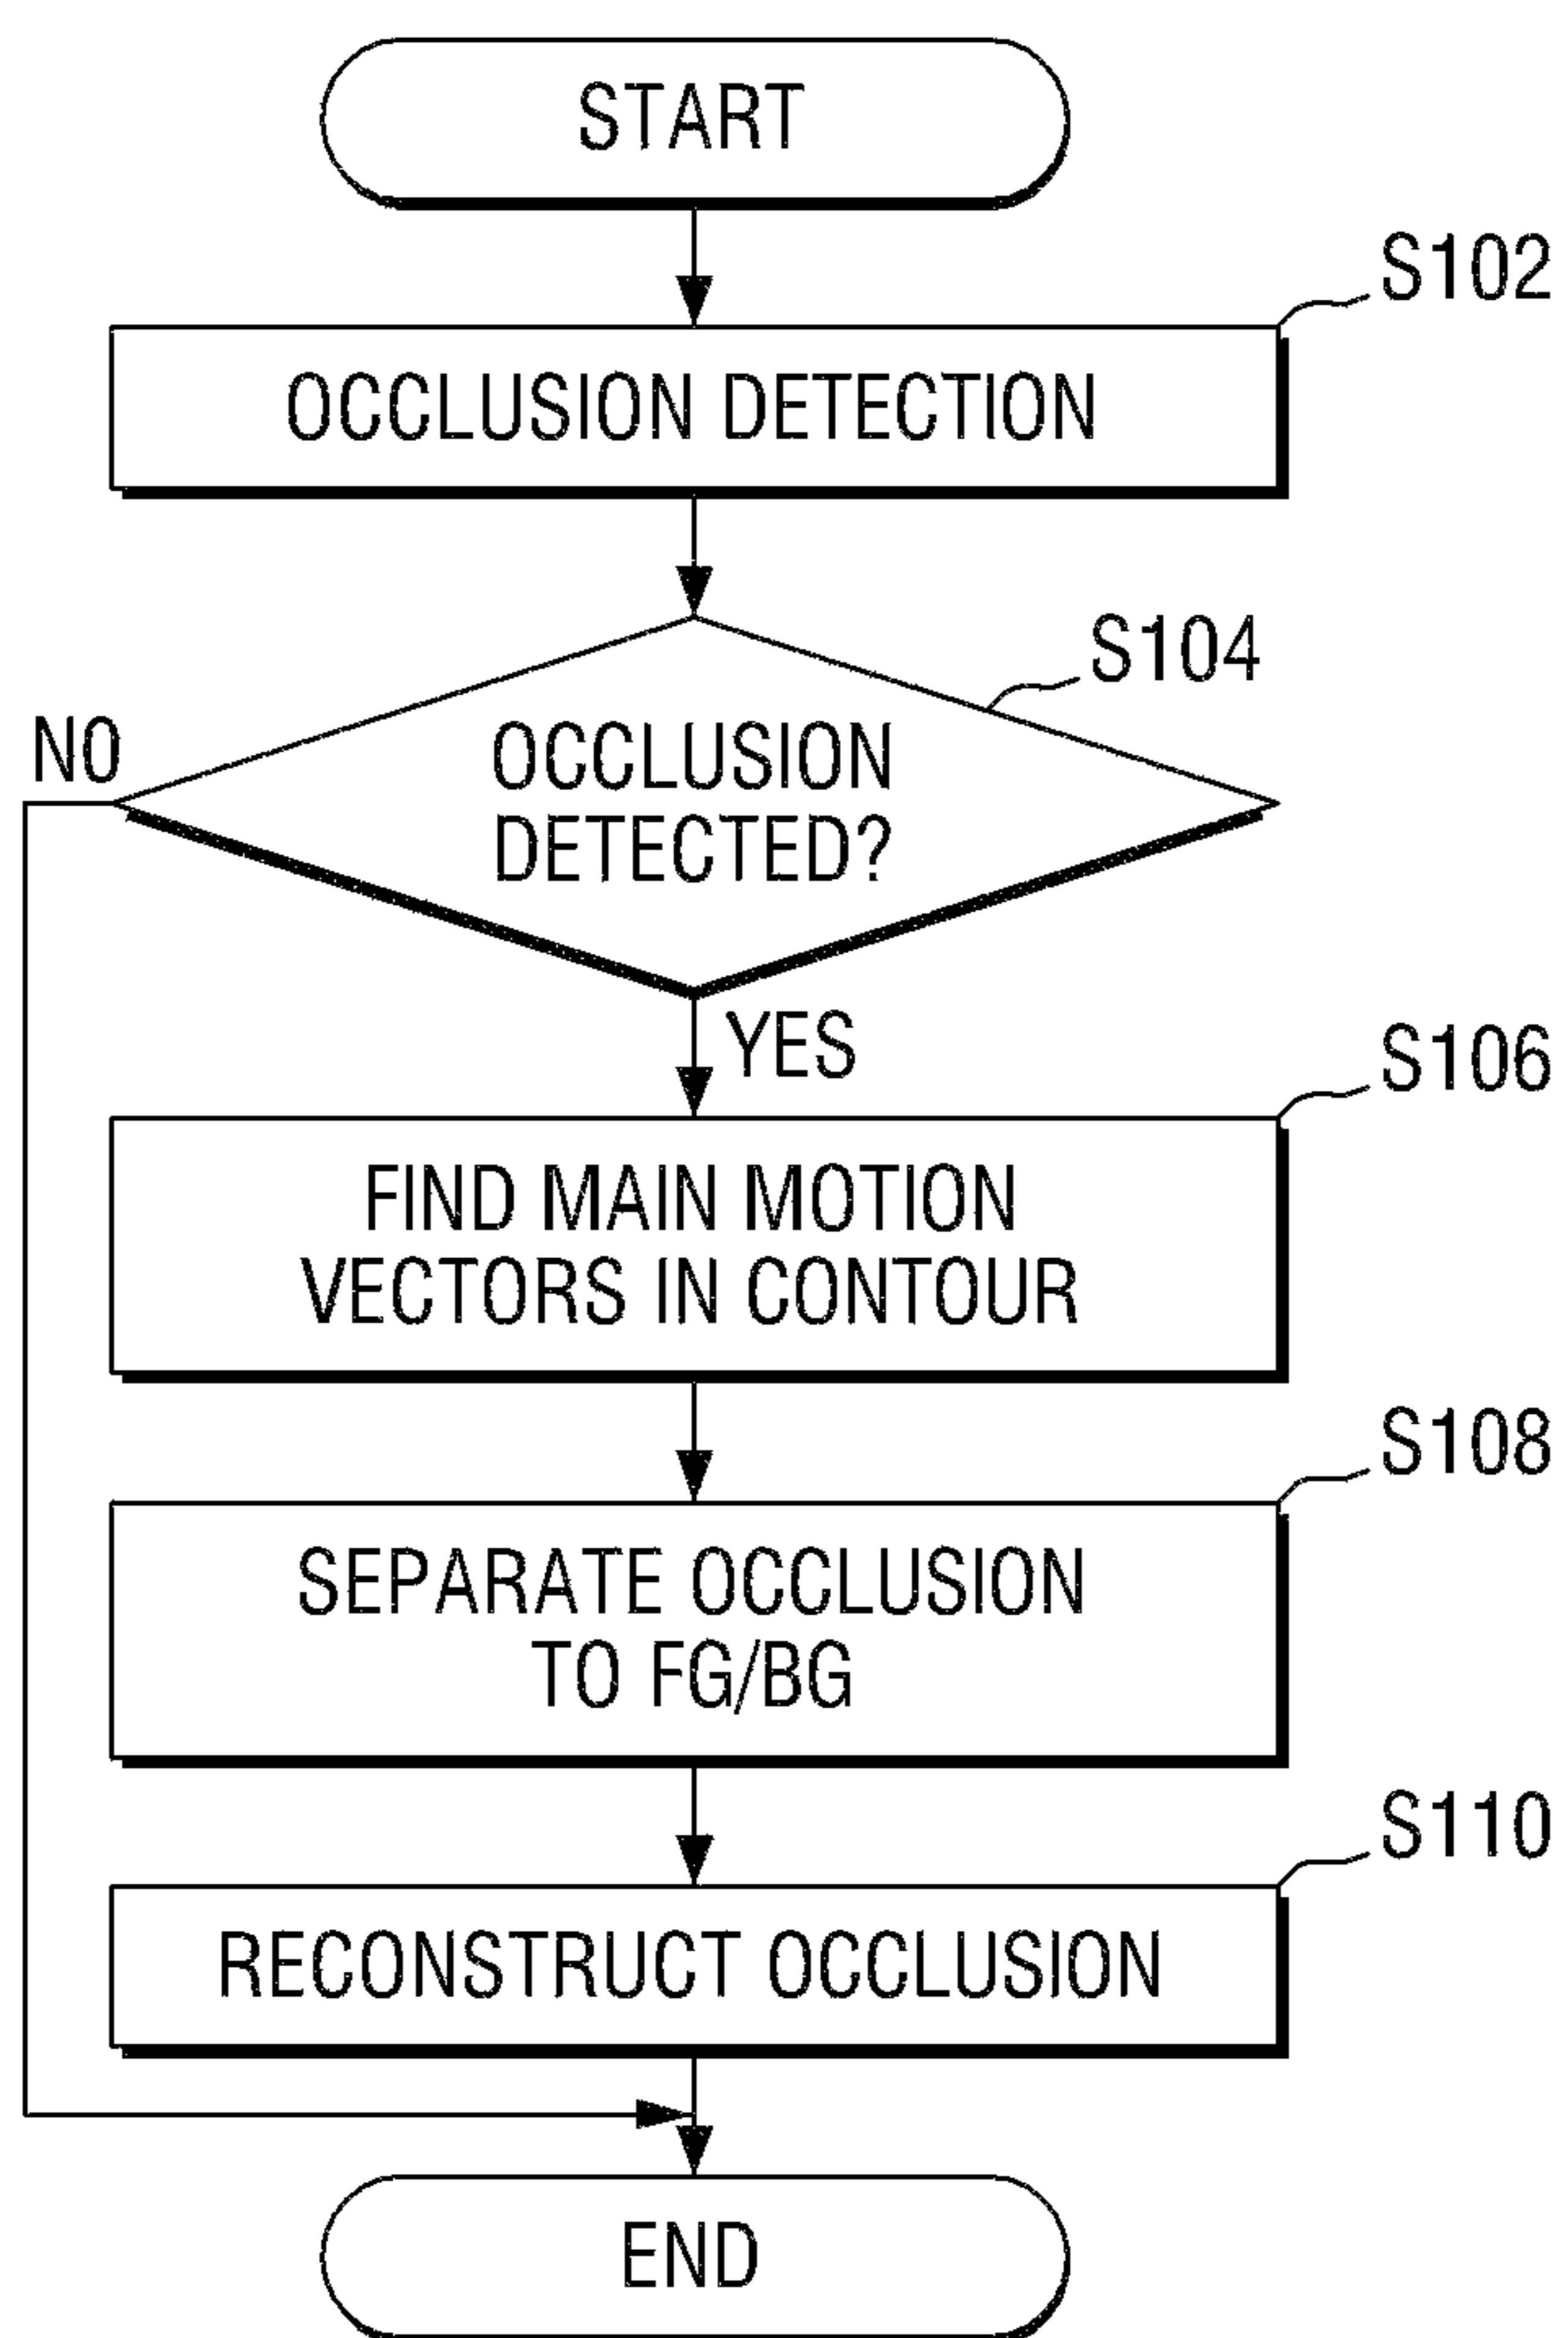 START
S102
OCCLUSION DETECTION
S104
NO
OCCLUSION
DETECTED?
YES
S106
FIND MAIN MOTION
VECTORS IN CONTOUR
S108
SEPARATE OCCLUSION
TO FG/BG
S110
RECONSTRUCT OCCLUSION
END